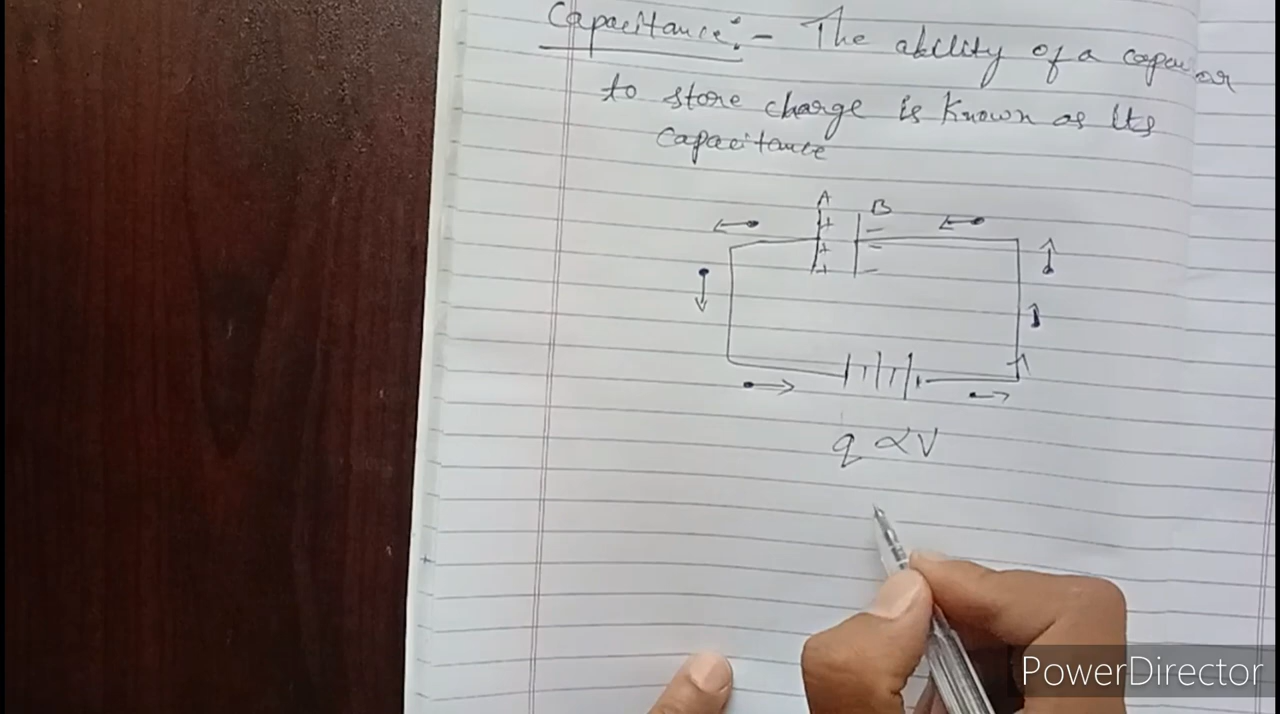 Capacitance:- The ability of a capacitor
to store charge is known as its
capacitance
A B
q ∝ V
PowerDirector